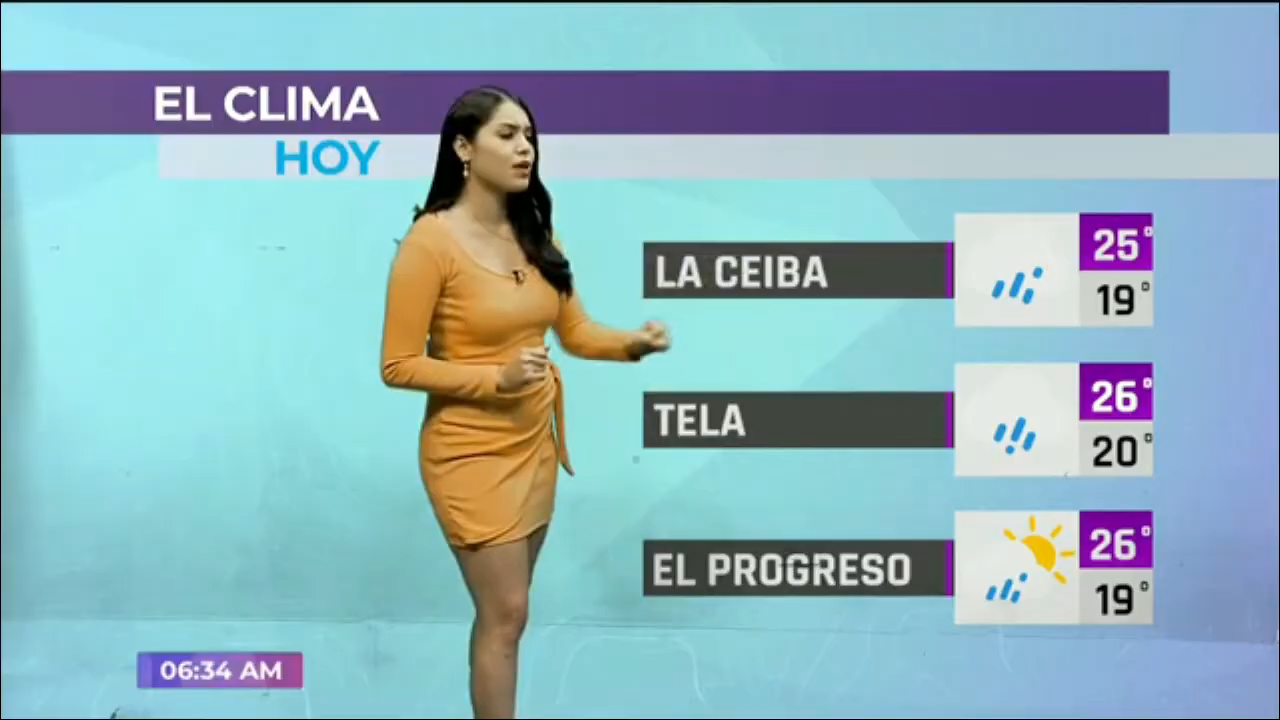 EL CLIMA
HOY
LA CEIBA
25°
19°
TELA
26°
20°
EL PROGRESO
26°
19°
06:34 AM